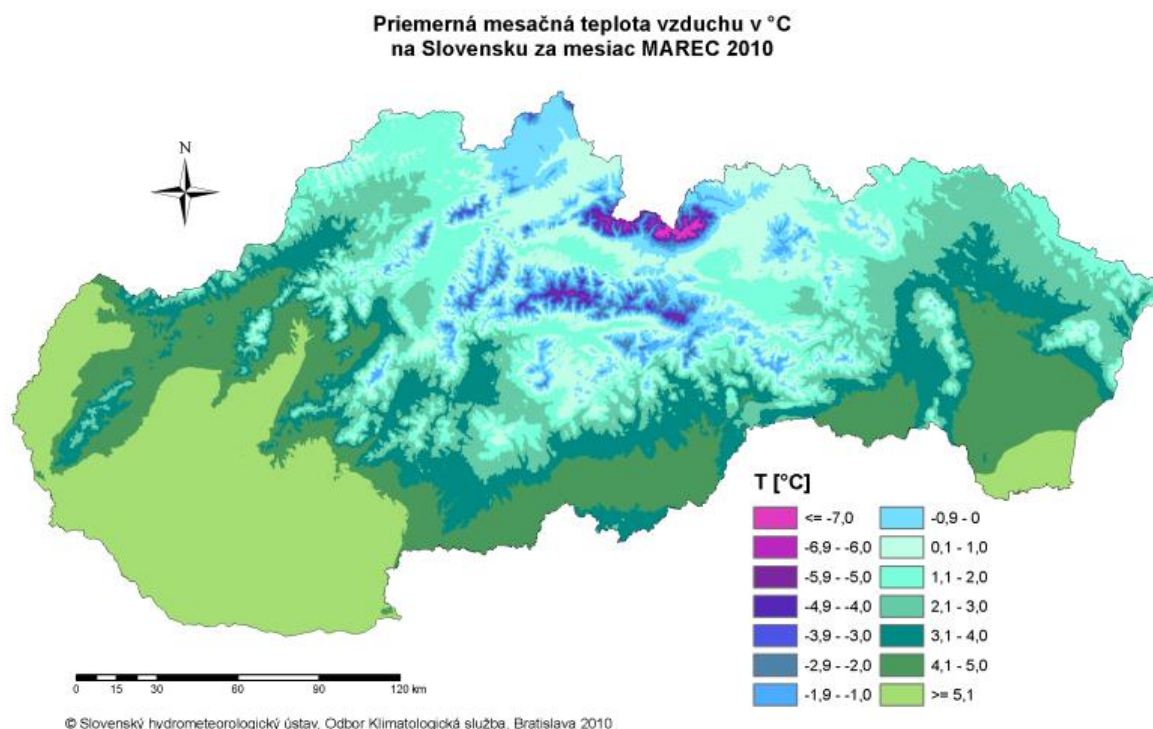 Priemerná mesačná teplota vzduchu v °C
na Slovensku za mesiac MAREC 2010
N
T [°C]
<= -7,0
-6,9 - -6,0
-5,9 - -5,0
-4,9 - -4,0
-3,9 - -3,0
-2,9 - -2,0
-1,9 - -1,0
-0,9 - 0
0,1 - 1,0
1,1 - 2,0
2,1 - 3,0
3,1 - 4,0
4,1 - 5,0
>= 5,1
0 15 30 60 90 120 km
© Slovenský hydrometeorologický ústav, Odbor Klimatologická služba, Bratislava 2010